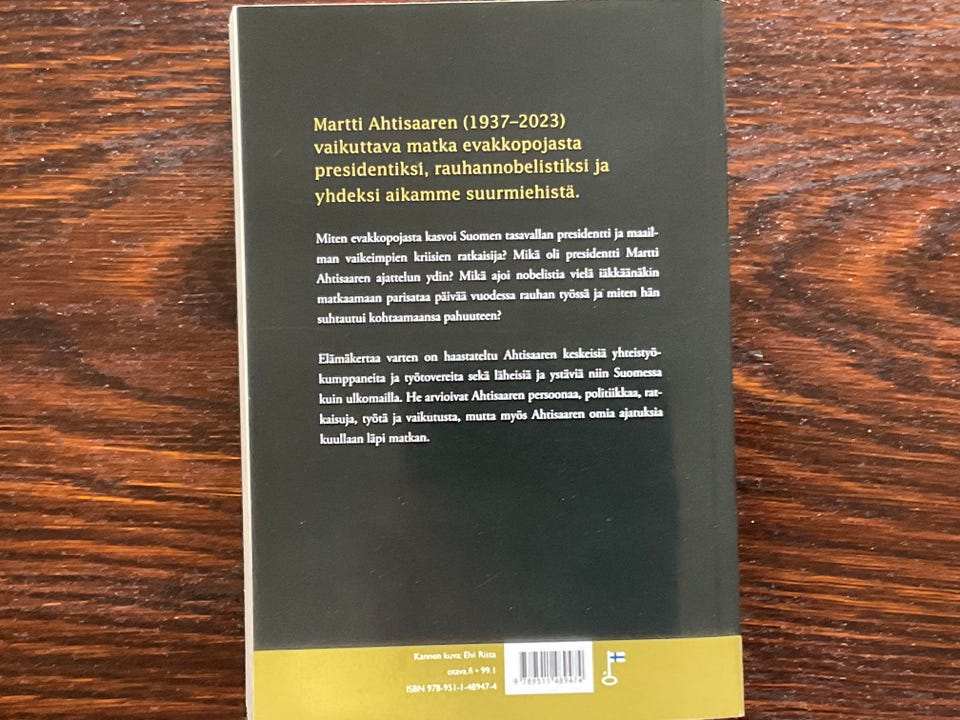 Martti Ahtisaaren (1937–2023)
vaikuttava matka evakkopojasta
presidentiksi, rauhannobelistiksi ja
yhdeksi aikamme suurmiehistä.
Miten evakkopojasta kasvoi Suomen tasavallan presidentti ja maail-
man vaikeimpien kriisien ratkaisija? Mikä oli presidentti Martti
Ahtisaaren ajattelun ydin? Mikä ajoi nobelistia vielä iäkkäänäkin
matkaamaan parisataa päivää vuodessa rauhan työssä ja miten hän
suhtautui kohtaamaansa pahuuteen?
Elämäkertaa varten on haastateltu Ahtisaaren keskeisiä yhteistyö-
kumppaneita ja työtovereita sekä läheisiä ja ystäviä niin Suomessa
kuin ulkomailla. He arvioivat Ahtisaaren persoonaa, politiikkaa, rat-
kaisuja, työtä ja vaikutusta, mutta myös Ahtisaaren omia ajatuksia
kuullaan läpi matkan.
Kannen kuva: Elvi Rista
otava.fi • 99.1
ISBN 978-951-1-48947-4
9 789511 489474